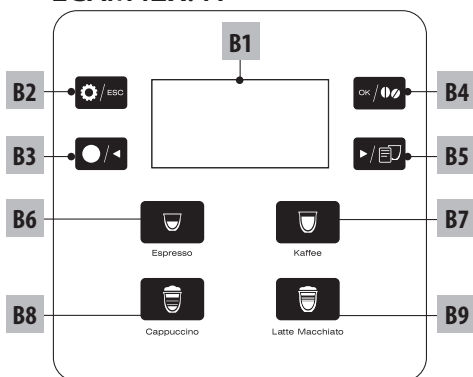 B1
B2 /ESC OK/ B4
B3 B5
B6 B7
Espresso Kaffee
B8 B9
Cappuccino Latte Macchiato